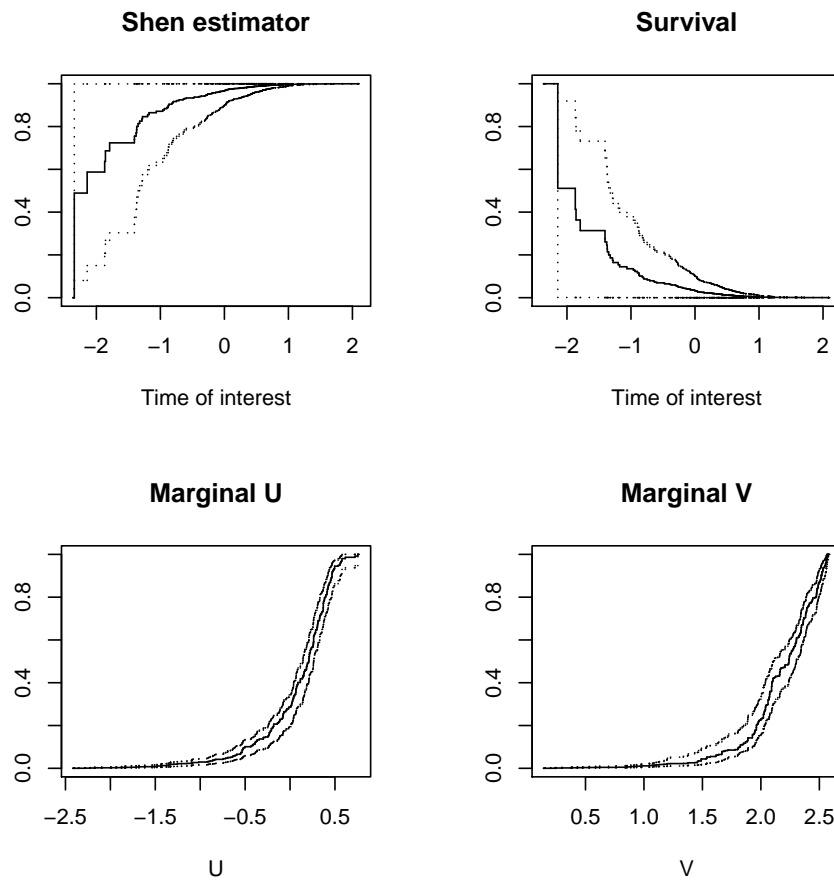 Shen estimator
0.0 0.4 0.8
−2 −1 0 1 2
Time of interest
Survival
0.0 0.4 0.8
−2 −1 0 1 2
Time of interest
Marginal U
0.0 0.4 0.8
−2.5 −1.5 −0.5 0.5
U
Marginal V
0.0 0.4 0.8
0.5 1.0 1.5 2.0 2.5
V